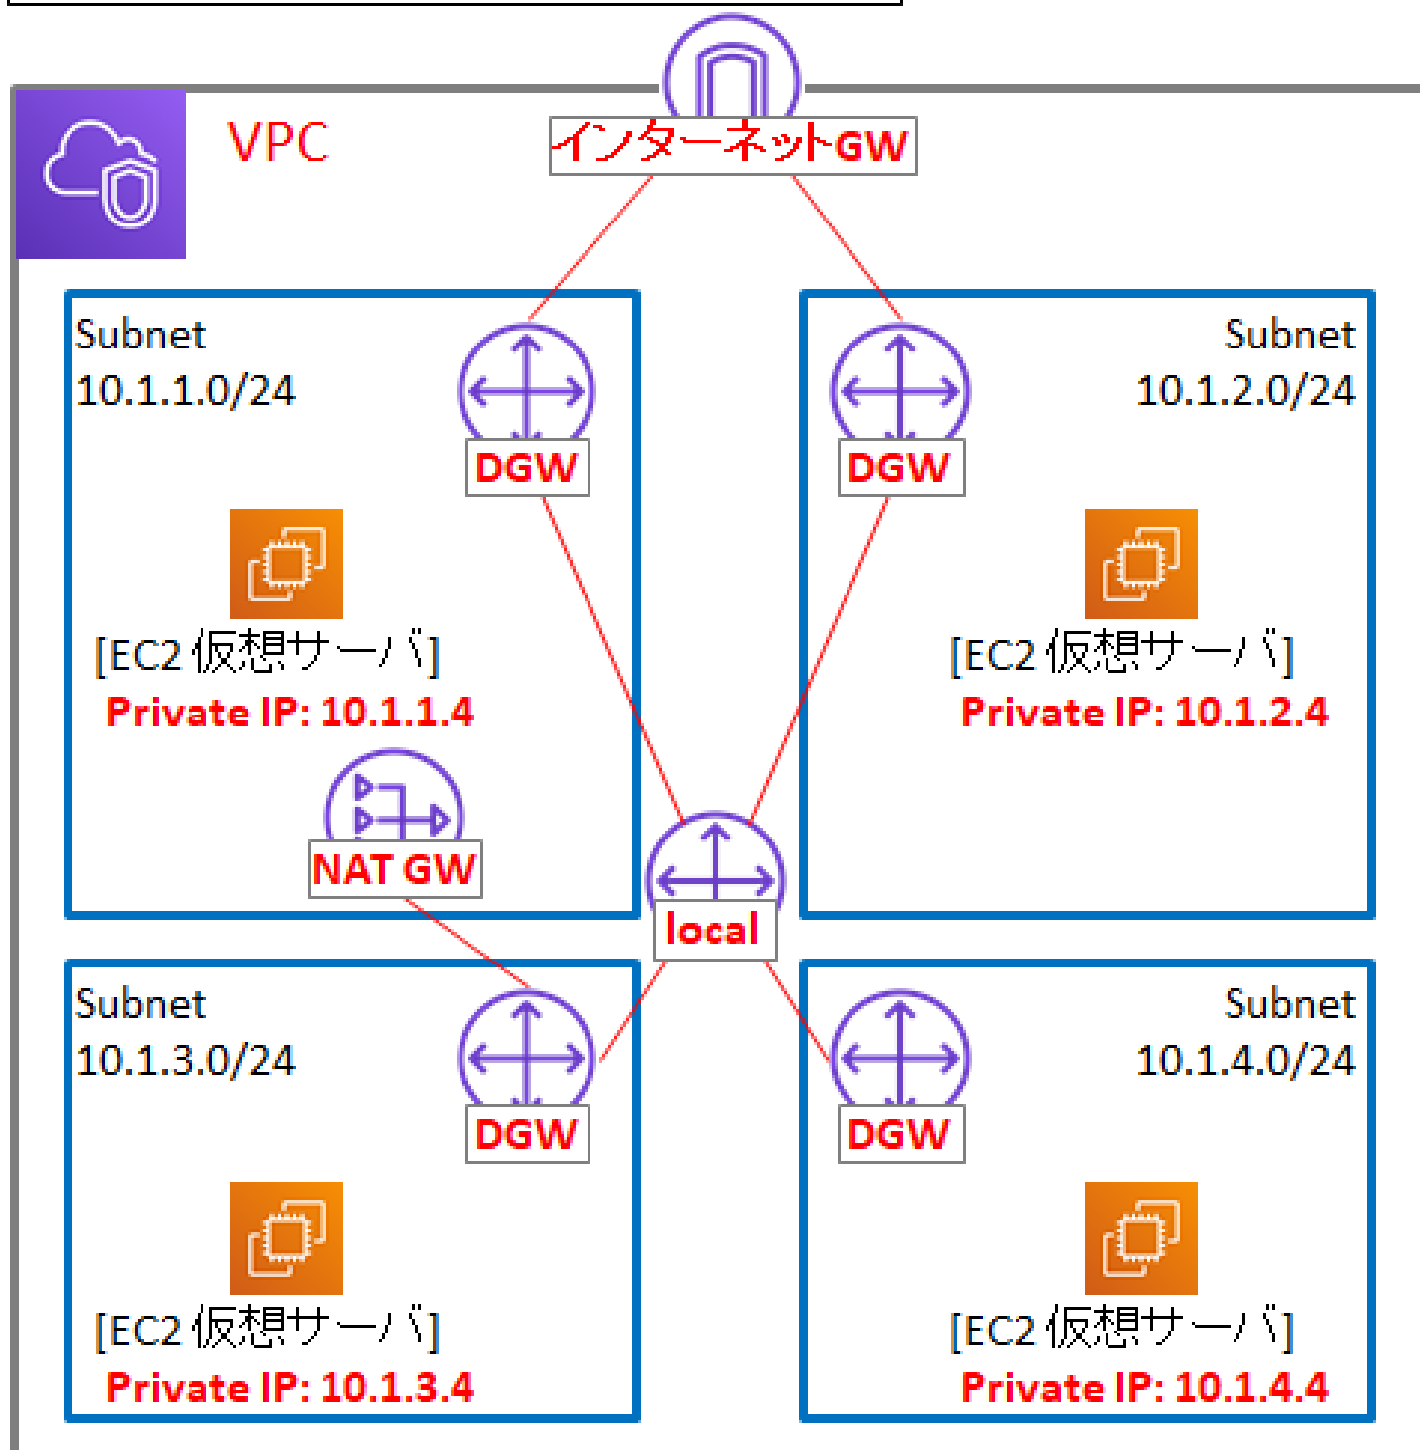 VPC
インターネットGW
Subnet
10.1.1.0/24
DGW
[EC2 仮想サーバ]
Private IP: 10.1.1.4
NAT GW
Subnet
10.1.2.0/24
DGW
[EC2 仮想サーバ]
Private IP: 10.1.2.4
local
Subnet
10.1.3.0/24
DGW
[EC2 仮想サーバ]
Private IP: 10.1.3.4
Subnet
10.1.4.0/24
DGW
[EC2 仮想サーバ]
Private IP: 10.1.4.4